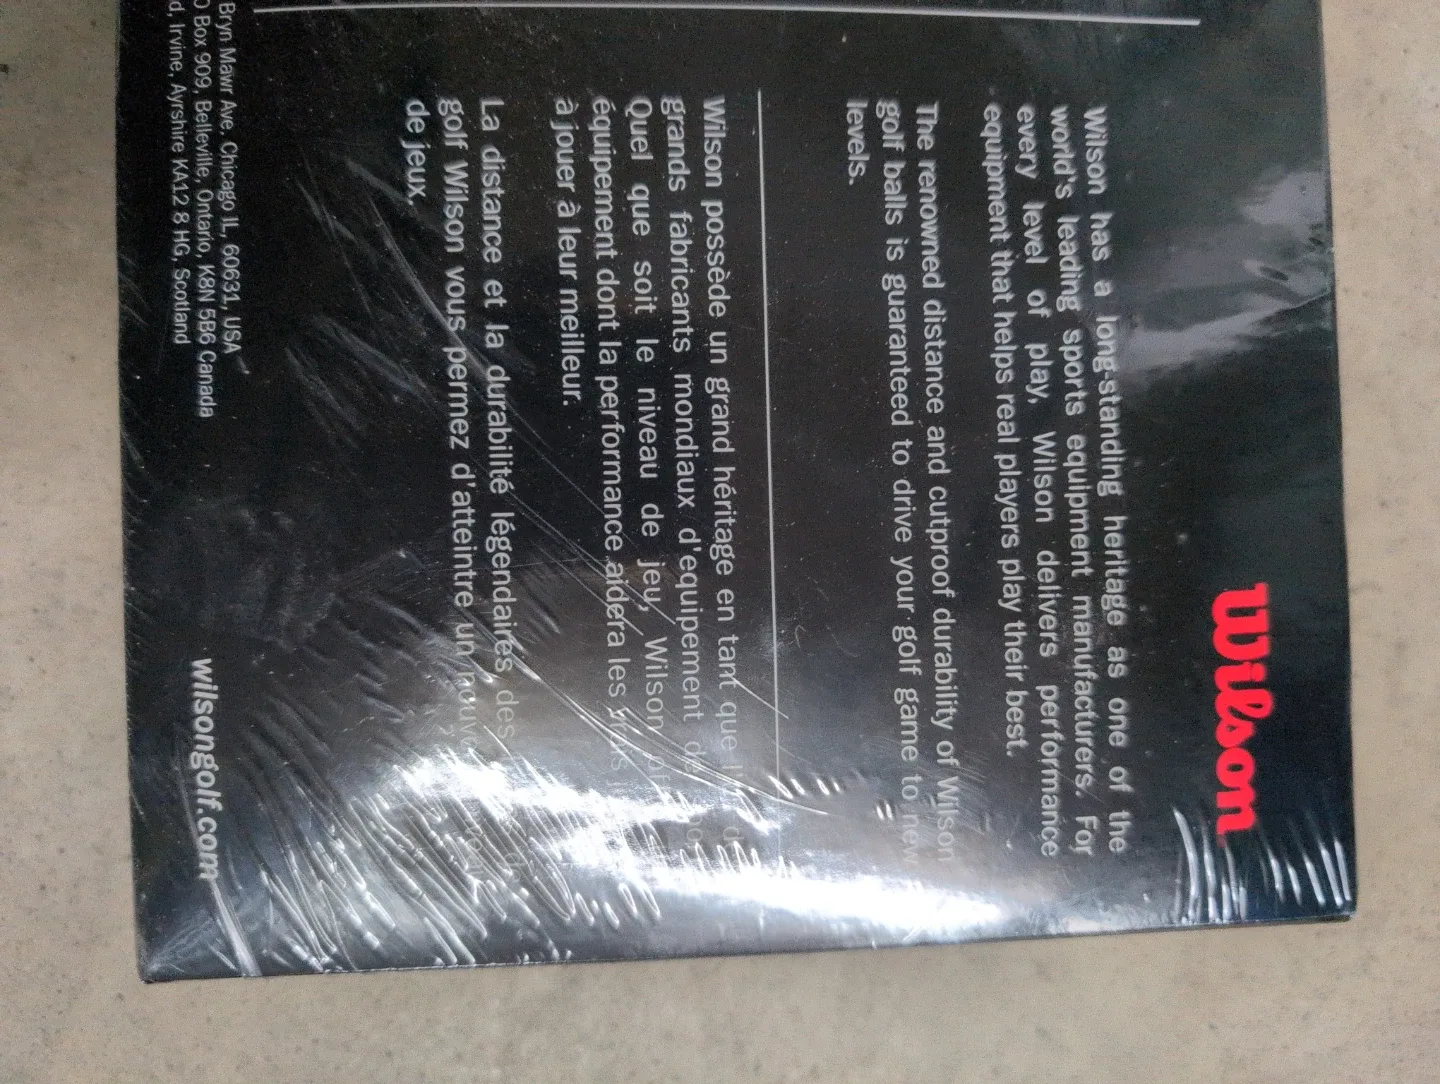 Wilson
Wilson has a long-standing heritage as one of the
world's leading sports equipment manufacturers. For
every level of play, Wilson delivers performance
equipment that helps real players play their best.
The renowned distance and cutproof durability of Wilson
golf balls is guaranteed to drive your golf game to new
levels.
Wilson possède un grand héritage en tant que
grands fabricants mondiaux d'equipement de
Quel que soit le niveau de jeu, Wilson
équipement dont la performance aidera les vrais
à jouer à leur meilleur.
La distance et la durabilité légendaires des
golf Wilson vous permez d'atteintre un
de jeux.
Bryn Mawr Ave, Chicago IL, 60631, USA
Box 909, Belleville, Ontario, K8N 5B6 Canada
Irvine, Ayrshire KA12 8 HG, Scotland
wilsongolf.com